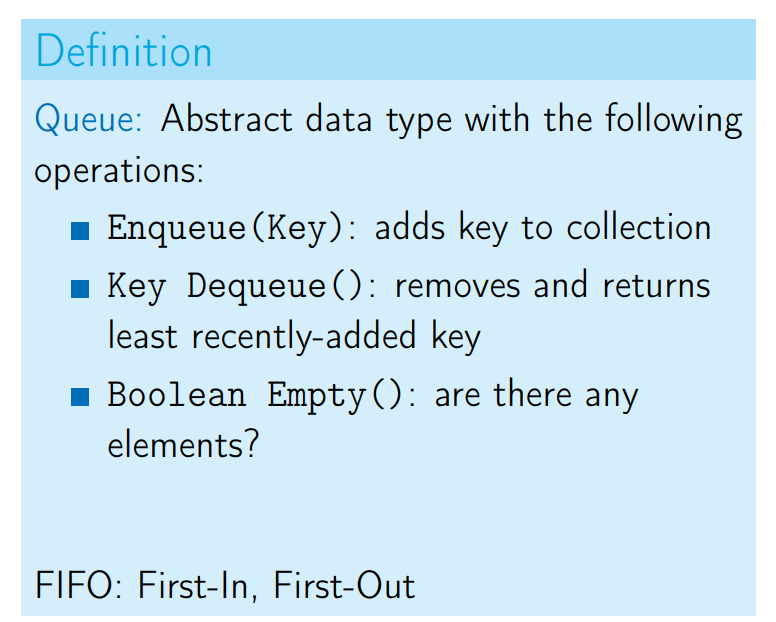 Definition
Queue: Abstract data type with the following
operations:
Enqueue(Key): adds key to collection
Key Dequeue(): removes and returns
least recently-added key
Boolean Empty(): are there any
elements?
FIFO: First-In, First-Out